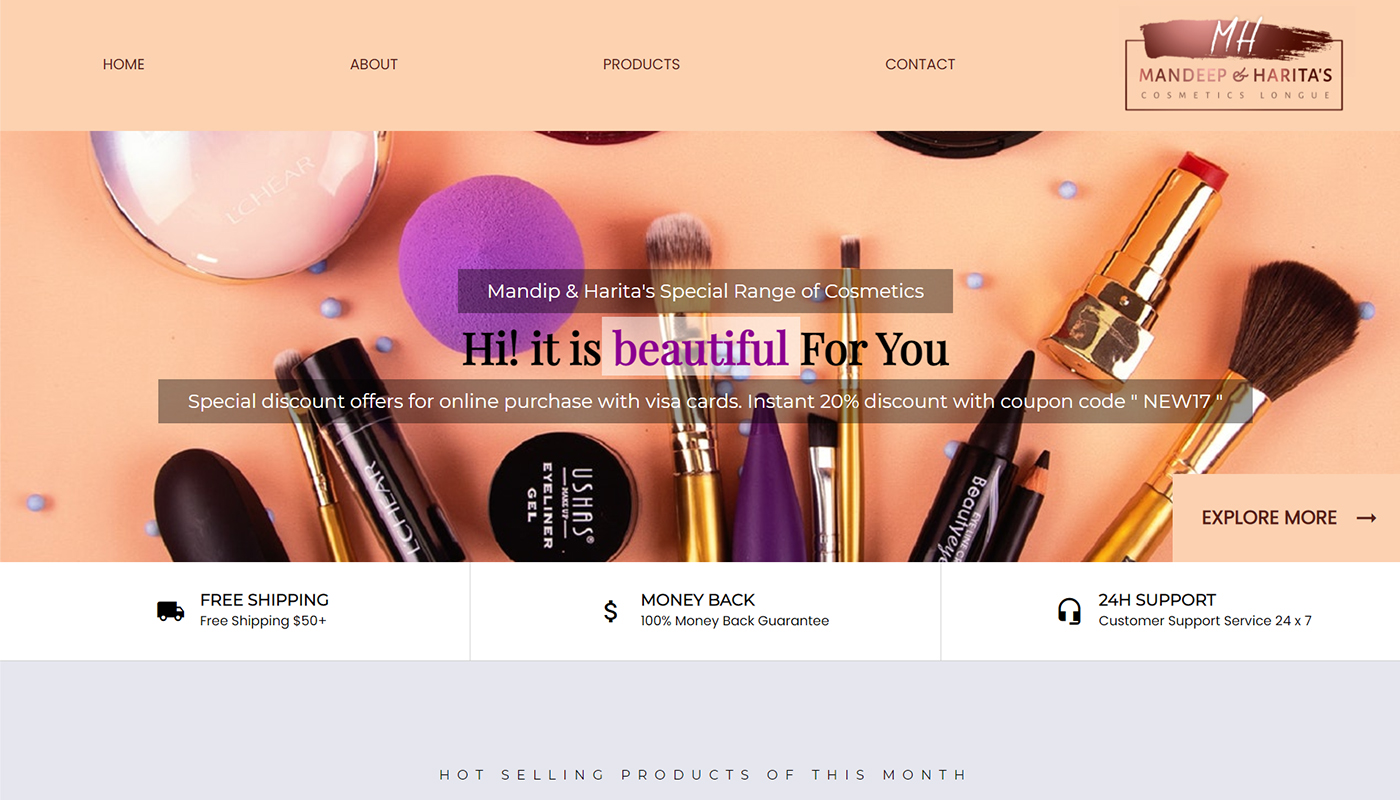 HOME
ABOUT
PRODUCTS
CONTACT
MH
MANDEEP & HARITA'S
COSMETICS LONGUE
LCHEAR
Mandip & Harita's Special Range of Cosmetics
Hi! it is beautiful For You
Special discount offers for online purchase with visa cards. Instant 20% discount with coupon code " NEW17 "
LCHEAR
USHAS®
MAKE UP
EYELINER
GEL
Beautyeye
EXPLORE MORE
FREE SHIPPING
Free Shipping $50+
MONEY BACK
100% Money Back Guarantee
24H SUPPORT
Customer Support Service 24 x 7
HOT SELLING PRODUCTS OF THIS MONTH